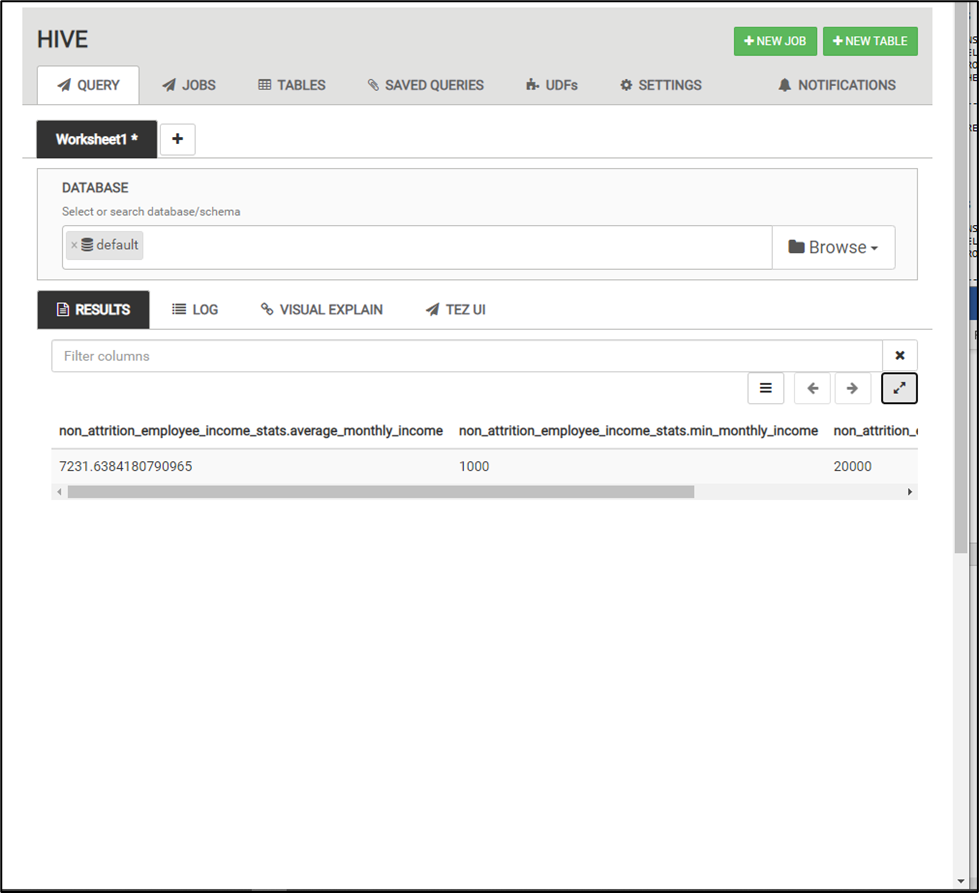 HIVE
NEW JOB
NEW TABLE
QUERY JOBS TABLES SAVED QUERIES UDFs SETTINGS NOTIFICATIONS
Worksheet1 *
DATABASE
Select or search database/schema
× default
Browse
RESULTS LOG VISUAL EXPLAIN TEZ UI
Filter columns
non_attrition_employee_income_stats.average_monthly_income non_attrition_employee_income_stats.min_monthly_income non_attrition_
7231.6384180790965 1000 20000